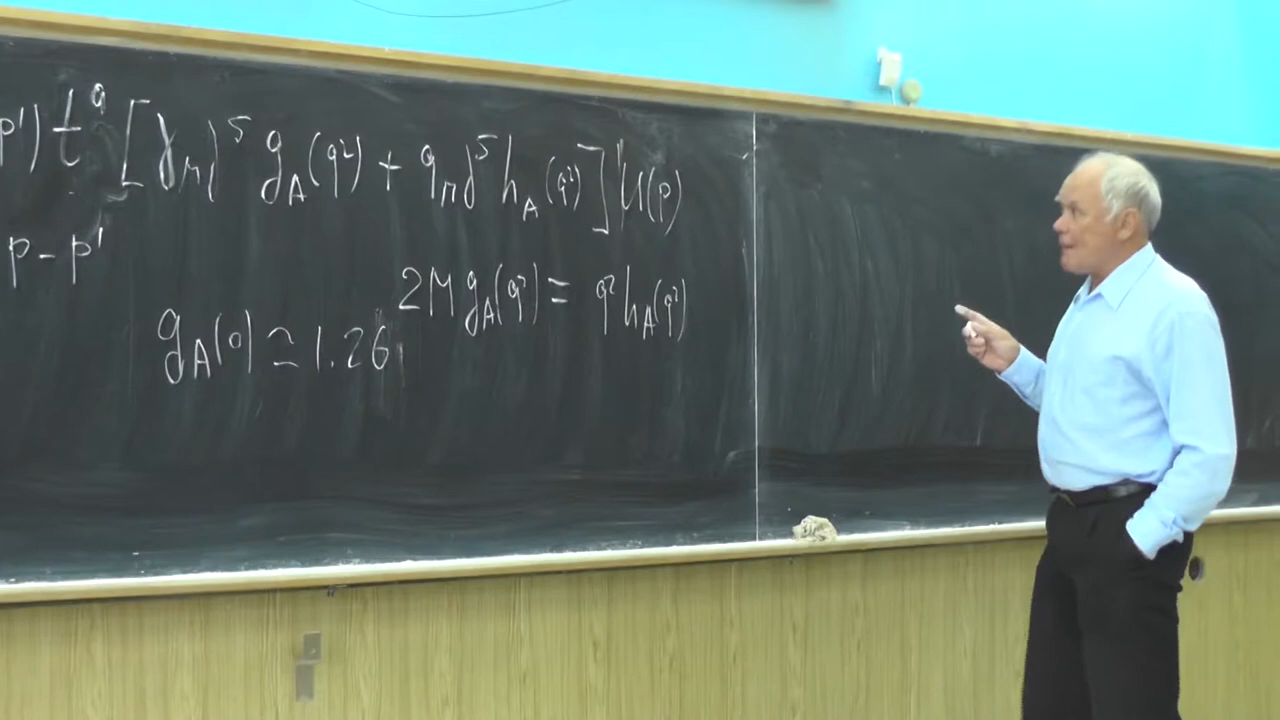 p') t^a [γ_μ γ^5 g_A(q²) + q_μ γ^5 h_A(q²)] u(p)
p - p'
2M g_A(q²) = q² h_A(q²)
g_A(0) ≃ 1.26